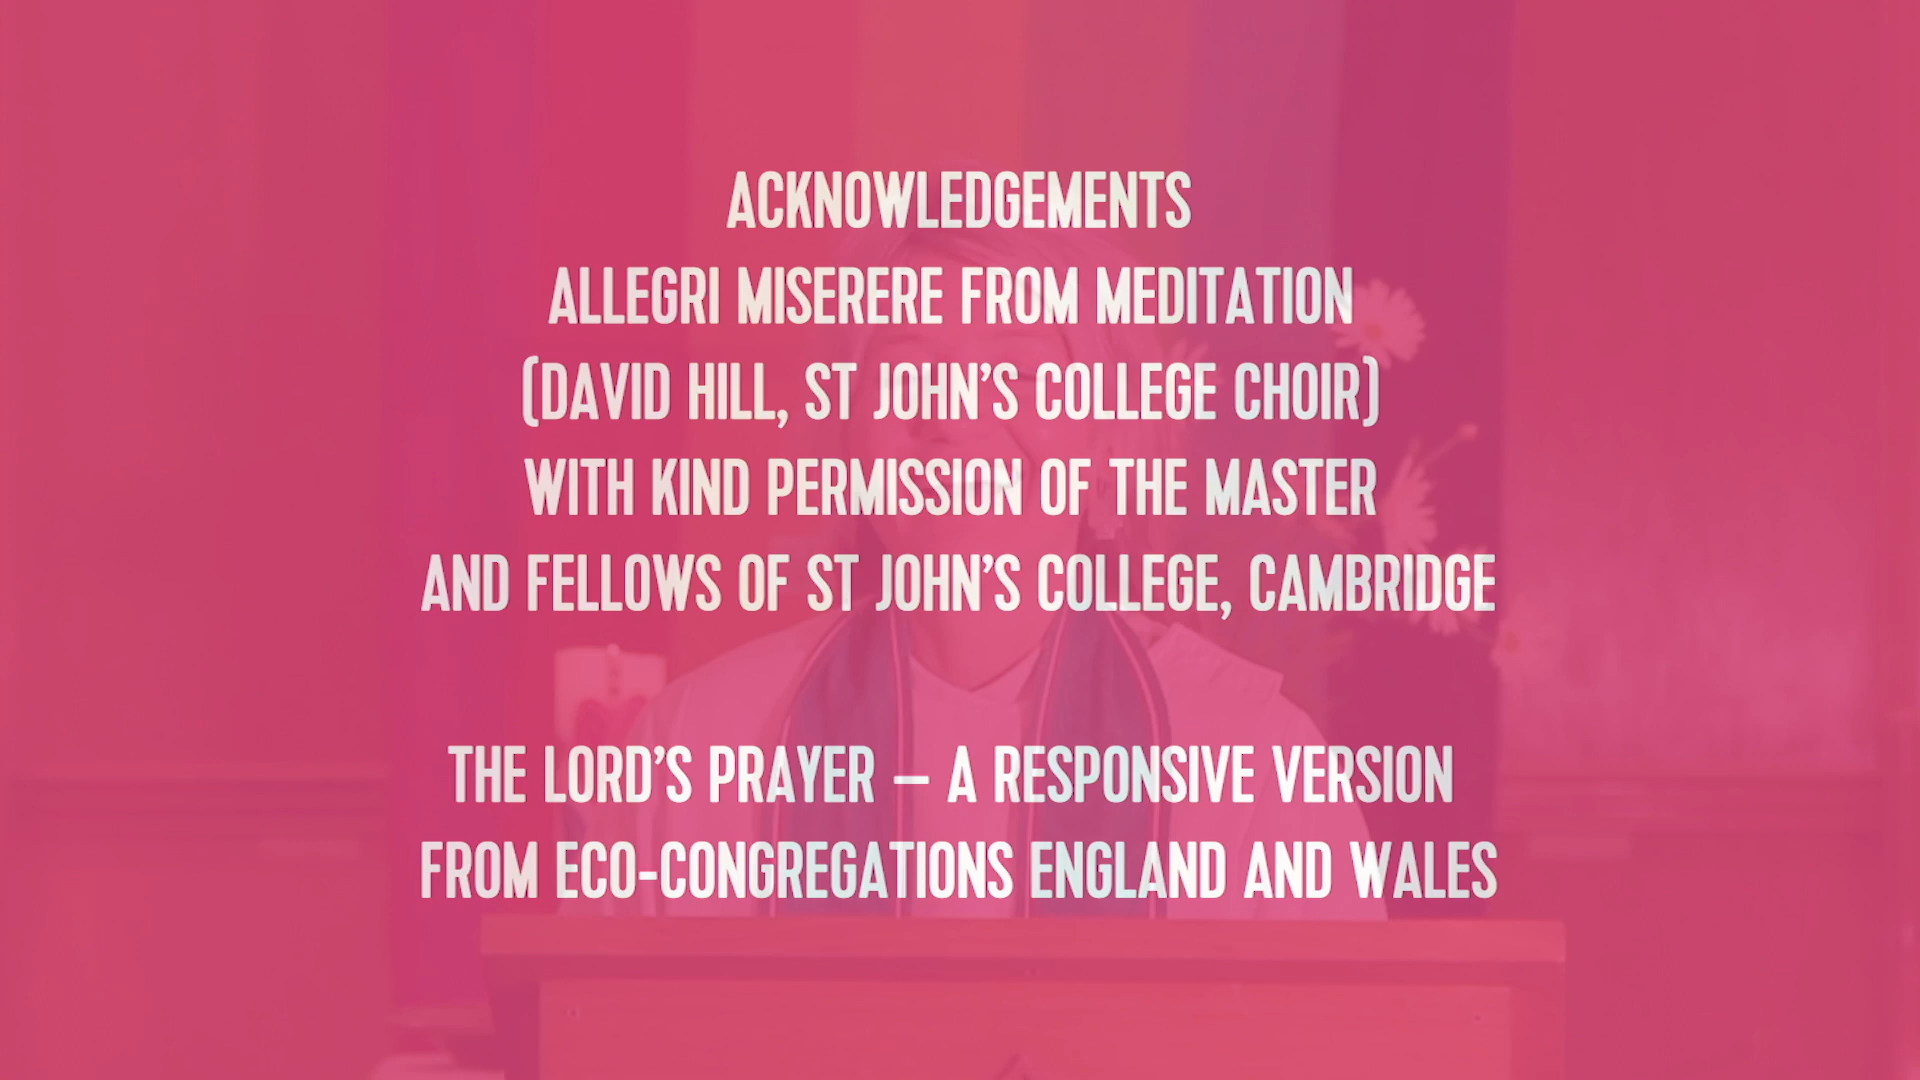 ACKNOWLEDGEMENTS
ALLEGRI MISERERE FROM MEDITATION
(DAVID HILL, ST JOHN’S COLLEGE CHOIR)
WITH KIND PERMISSION OF THE MASTER
AND FELLOWS OF ST JOHN’S COLLEGE, CAMBRIDGE
THE LORD’S PRAYER – A RESPONSIVE VERSION
FROM ECO-CONGREGATIONS ENGLAND AND WALES